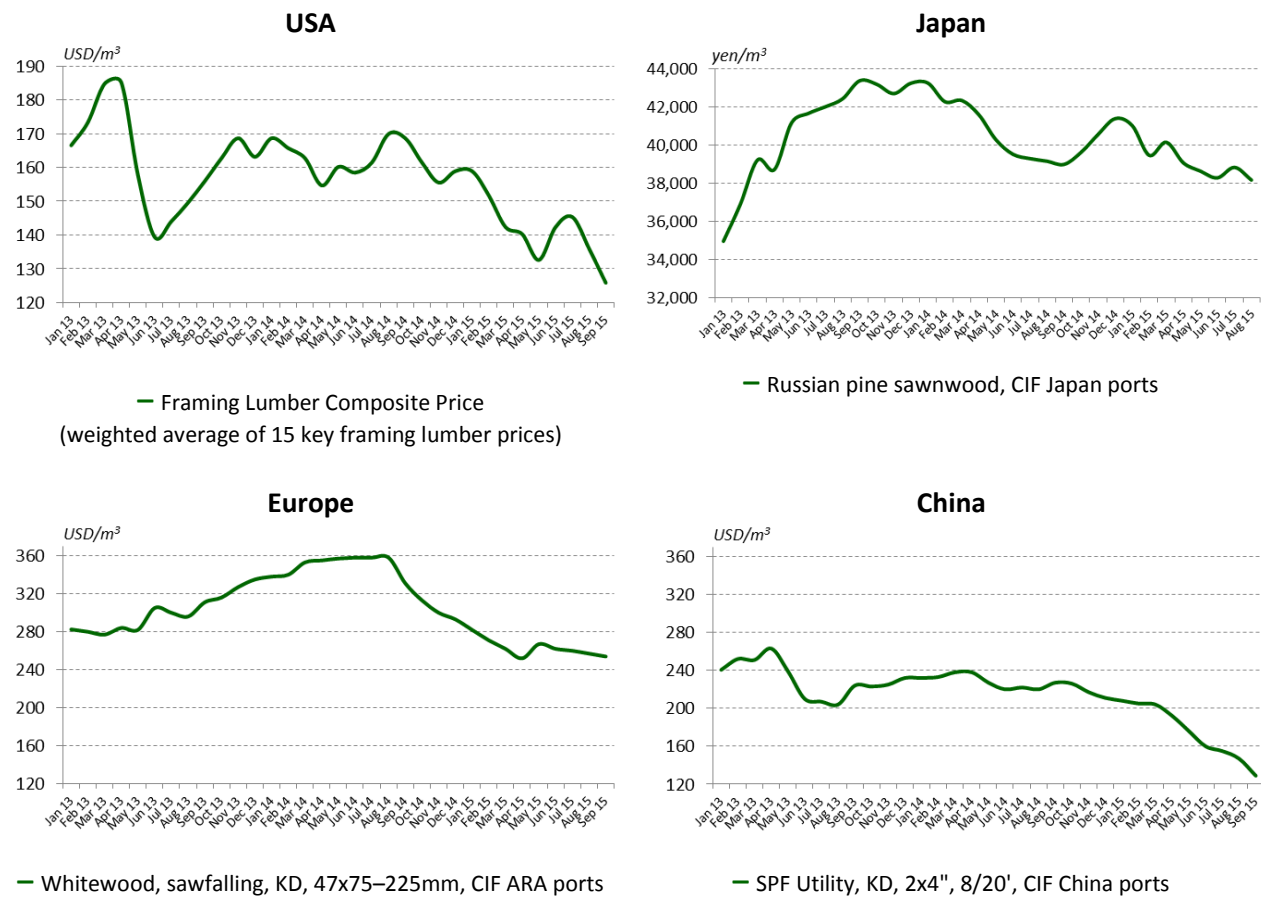 USA
USD/m³
190
180
170
160
150
140
130
120
Jan 13
Feb 13
Mar 13
Apr 13
May 13
Jun 13
Jul 13
Aug 13
Sep 13
Oct 13
Nov 13
Dec 13
Jan 14
Feb 14
Mar 14
Apr 14
May 14
Jun 14
Jul 14
Aug 14
Sep 14
Oct 14
Nov 14
Dec 14
Jan 15
Feb 15
Mar 15
Apr 15
May 15
Jun 15
Jul 15
Aug 15
Sep 15
Framing Lumber Composite Price
(weighted average of 15 key framing lumber prices)
Japan
yen/m³
44,000
42,000
40,000
38,000
36,000
34,000
32,000
Jan 13
Feb 13
Mar 13
Apr 13
May 13
Jun 13
Jul 13
Aug 13
Sep 13
Oct 13
Nov 13
Dec 13
Jan 14
Feb 14
Mar 14
Apr 14
May 14
Jun 14
Jul 14
Aug 14
Sep 14
Oct 14
Nov 14
Dec 14
Jan 15
Feb 15
Mar 15
Apr 15
May 15
Jun 15
Jul 15
Aug 15
Russian pine sawnwood, CIF Japan ports
Europe
USD/m³
360
320
280
240
200
160
120
Jan 13
Feb 13
Mar 13
Apr 13
May 13
Jun 13
Jul 13
Aug 13
Sep 13
Oct 13
Nov 13
Dec 13
Jan 14
Feb 14
Mar 14
Apr 14
May 14
Jun 14
Jul 14
Aug 14
Sep 14
Oct 14
Nov 14
Dec 14
Jan 15
Feb 15
Mar 15
Apr 15
May 15
Jun 15
Jul 15
Aug 15
Sep 15
Whitewood, sawfalling, KD, 47x75–225mm, CIF ARA ports
China
USD/m³
360
320
280
240
200
160
120
Jan 13
Feb 13
Mar 13
Apr 13
May 13
Jun 13
Jul 13
Aug 13
Sep 13
Oct 13
Nov 13
Dec 13
Jan 14
Feb 14
Mar 14
Apr 14
May 14
Jun 14
Jul 14
Aug 14
Sep 14
Oct 14
Nov 14
Dec 14
Jan 15
Feb 15
Mar 15
Apr 15
May 15
Jun 15
Jul 15
Aug 15
Sep 15
SPF Utility, KD, 2x4", 8/20', CIF China ports